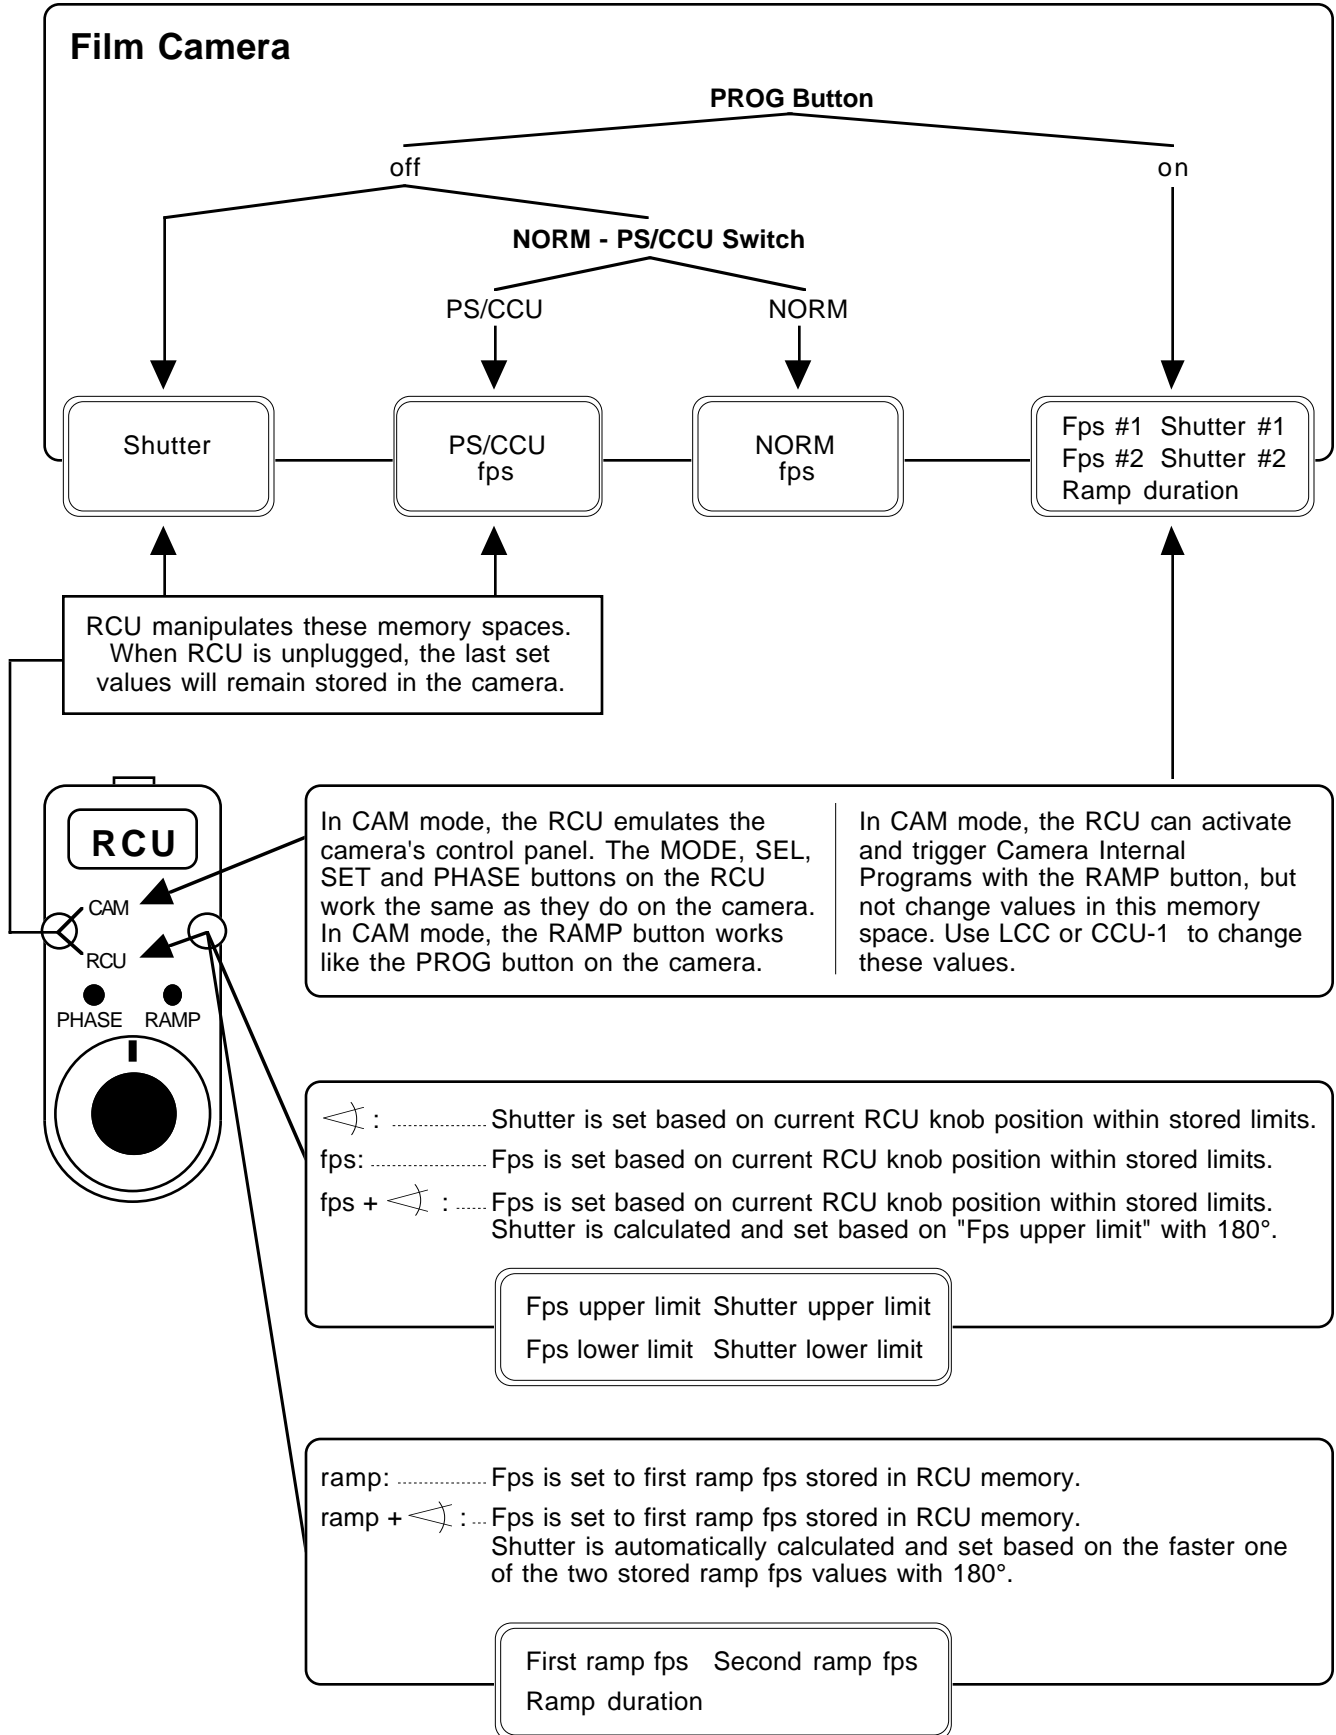 Film Camera
PROG Button
off
on
NORM - PS/CCU Switch
PS/CCU
NORM
Shutter
PS/CCU
fps
NORM
fps
Fps #1 Shutter #1
Fps #2 Shutter #2
Ramp duration
RCU manipulates these memory spaces.
When RCU is unplugged, the last set
values will remain stored in the camera.
RCU
CAM
RCU
PHASE RAMP
In CAM mode, the RCU emulates the
camera's control panel. The MODE, SEL,
SET and PHASE buttons on the RCU
work the same as they do on the camera.
In CAM mode, the RAMP button works
like the PROG button on the camera.
In CAM mode, the RCU can activate
and trigger Camera Internal
Programs with the RAMP button, but
not change values in this memory
space. Use LCC or CCU-1 to change
these values.
: .................. Shutter is set based on current RCU knob position within stored limits.
fps: ...................... Fps is set based on current RCU knob position within stored limits.
fps + : ...... Fps is set based on current RCU knob position within stored limits.
Shutter is calculated and set based on "Fps upper limit" with 180°.
Fps upper limit Shutter upper limit
Fps lower limit Shutter lower limit
ramp: ................. Fps is set to first ramp fps stored in RCU memory.
ramp + : ... Fps is set to first ramp fps stored in RCU memory.
Shutter is automatically calculated and set based on the faster one
of the two stored ramp fps values with 180°.
First ramp fps Second ramp fps
Ramp duration